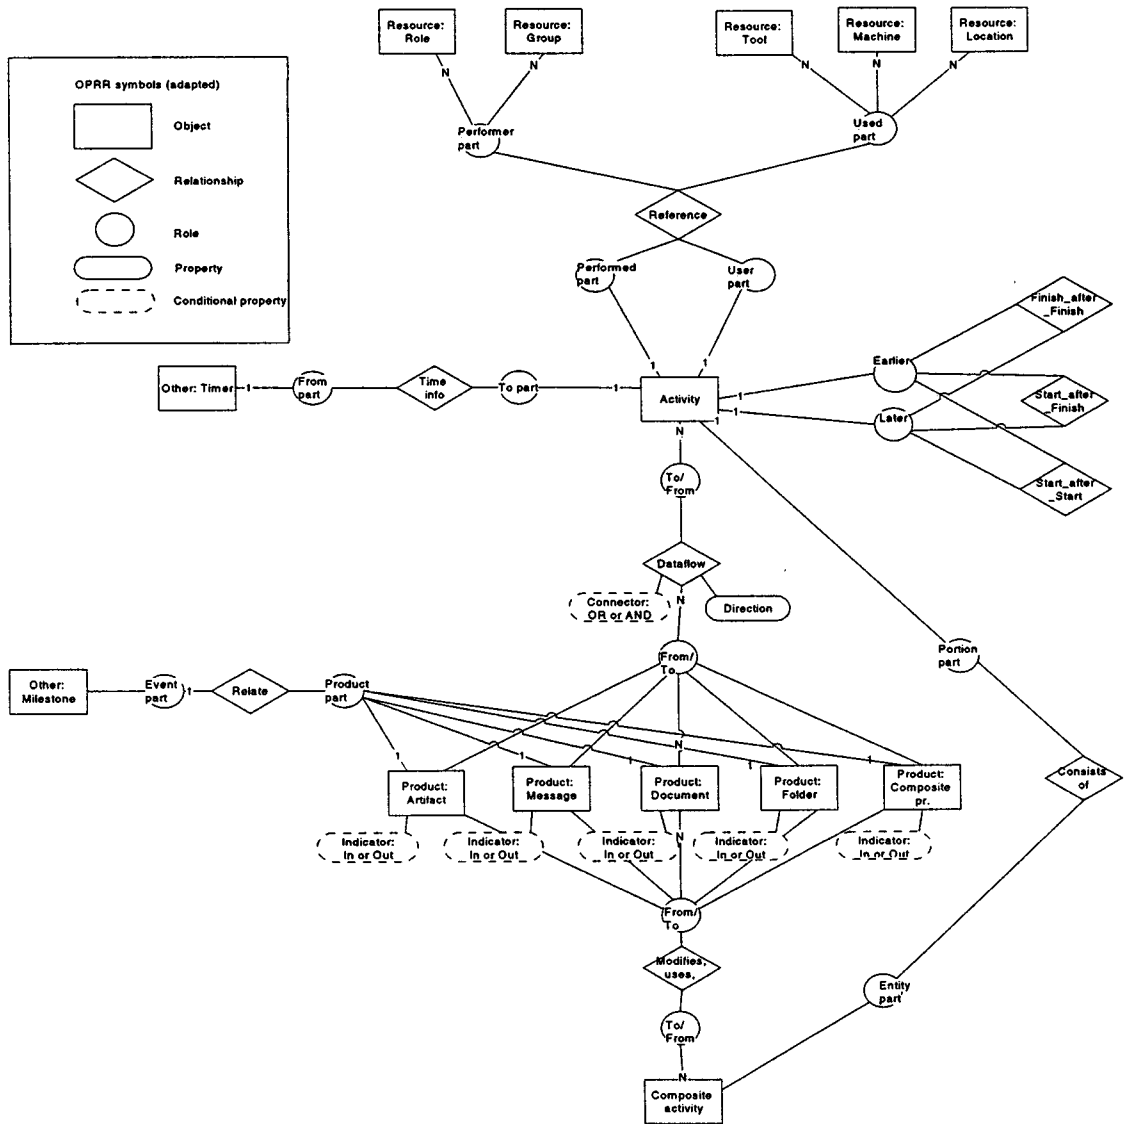 Resource:
Role
Resource:
Group
Resource:
Tool
Resource:
Machine
Resource:
Location
N
N
N
N
N
OPRR symbols (adapted)
Object
Relationship
Role
Property
Conditional property
Performer
part
Used
part
Reference
Performed
part
User
part
1
1
Finish_after
_Finish
Earlier
Other: Timer
1
From
part
Time
info
To part
1
Activity
1
1
1
Start_after
_Finish
Later
N
To/
From
Start_after
_Start
Dataflow
Connector:
OR or AND
N
Direction
From/
To
Portion
part
Other:
Milestone
Event
part
1
Relate
Product
part
N
1
1
1
1
1
Product:
Artifact
Product:
Message
Product:
Document
Product:
Folder
Product:
Composite
pr.
Consists
of
N
Indicator:
In or Out
Indicator:
In or Out
Indicator:
In or Out
Indicator:
In or Out
Indicator:
In or Out
From/
To
Modifies,
uses,
Entity
part
To/
From
N
Composite
activity